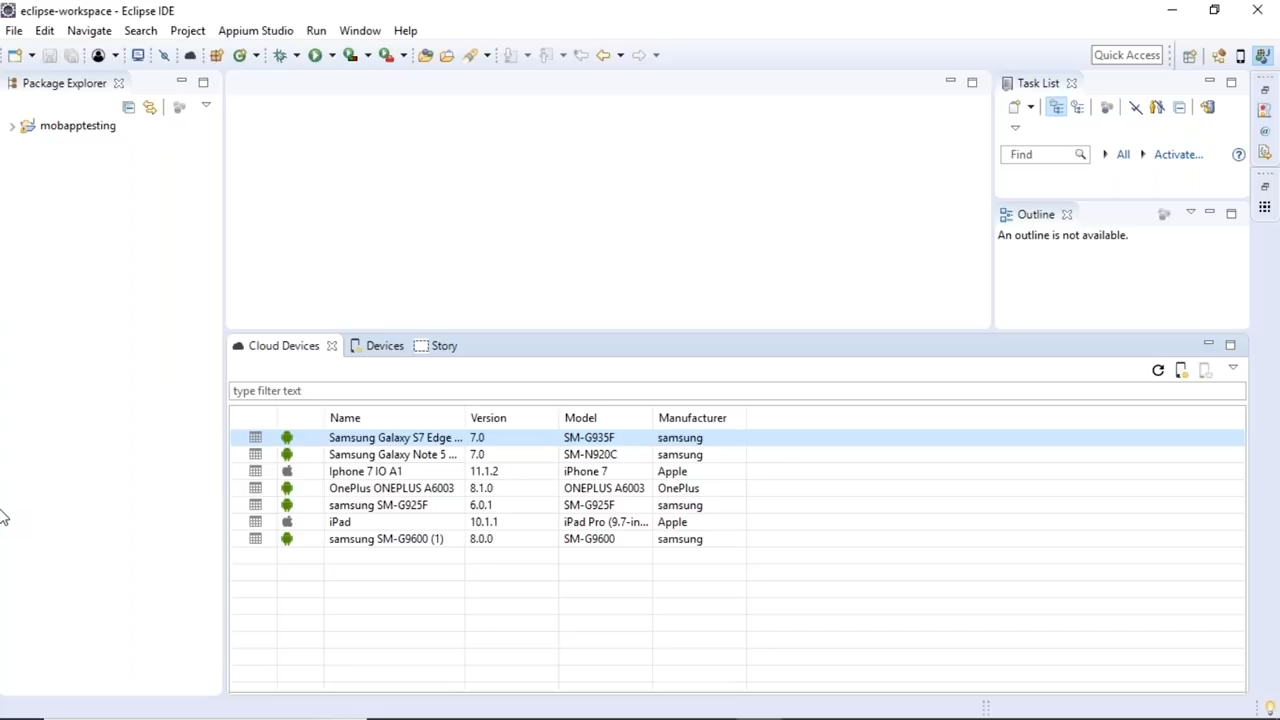 eclipse-workspace - Eclipse IDE
File Edit Navigate Search Project Appium Studio Run Window Help
Quick Access
Package Explorer
mobapptesting
Task List
Find All Activate...
Outline
An outline is not available.
Cloud Devices Devices Story
type filter text
Name Version Model Manufacturer
Samsung Galaxy S7 Edge ... 7.0 SM-G935F samsung
Samsung Galaxy Note 5 ... 7.0 SM-N920C samsung
Iphone 7 IO A1 11.1.2 iPhone 7 Apple
OnePlus ONEPLUS A6003 8.1.0 ONEPLUS A6003 OnePlus
samsung SM-G925F 6.0.1 SM-G925F samsung
iPad 10.1.1 iPad Pro (9.7-in... Apple
samsung SM-G9600 (1) 8.0.0 SM-G9600 samsung